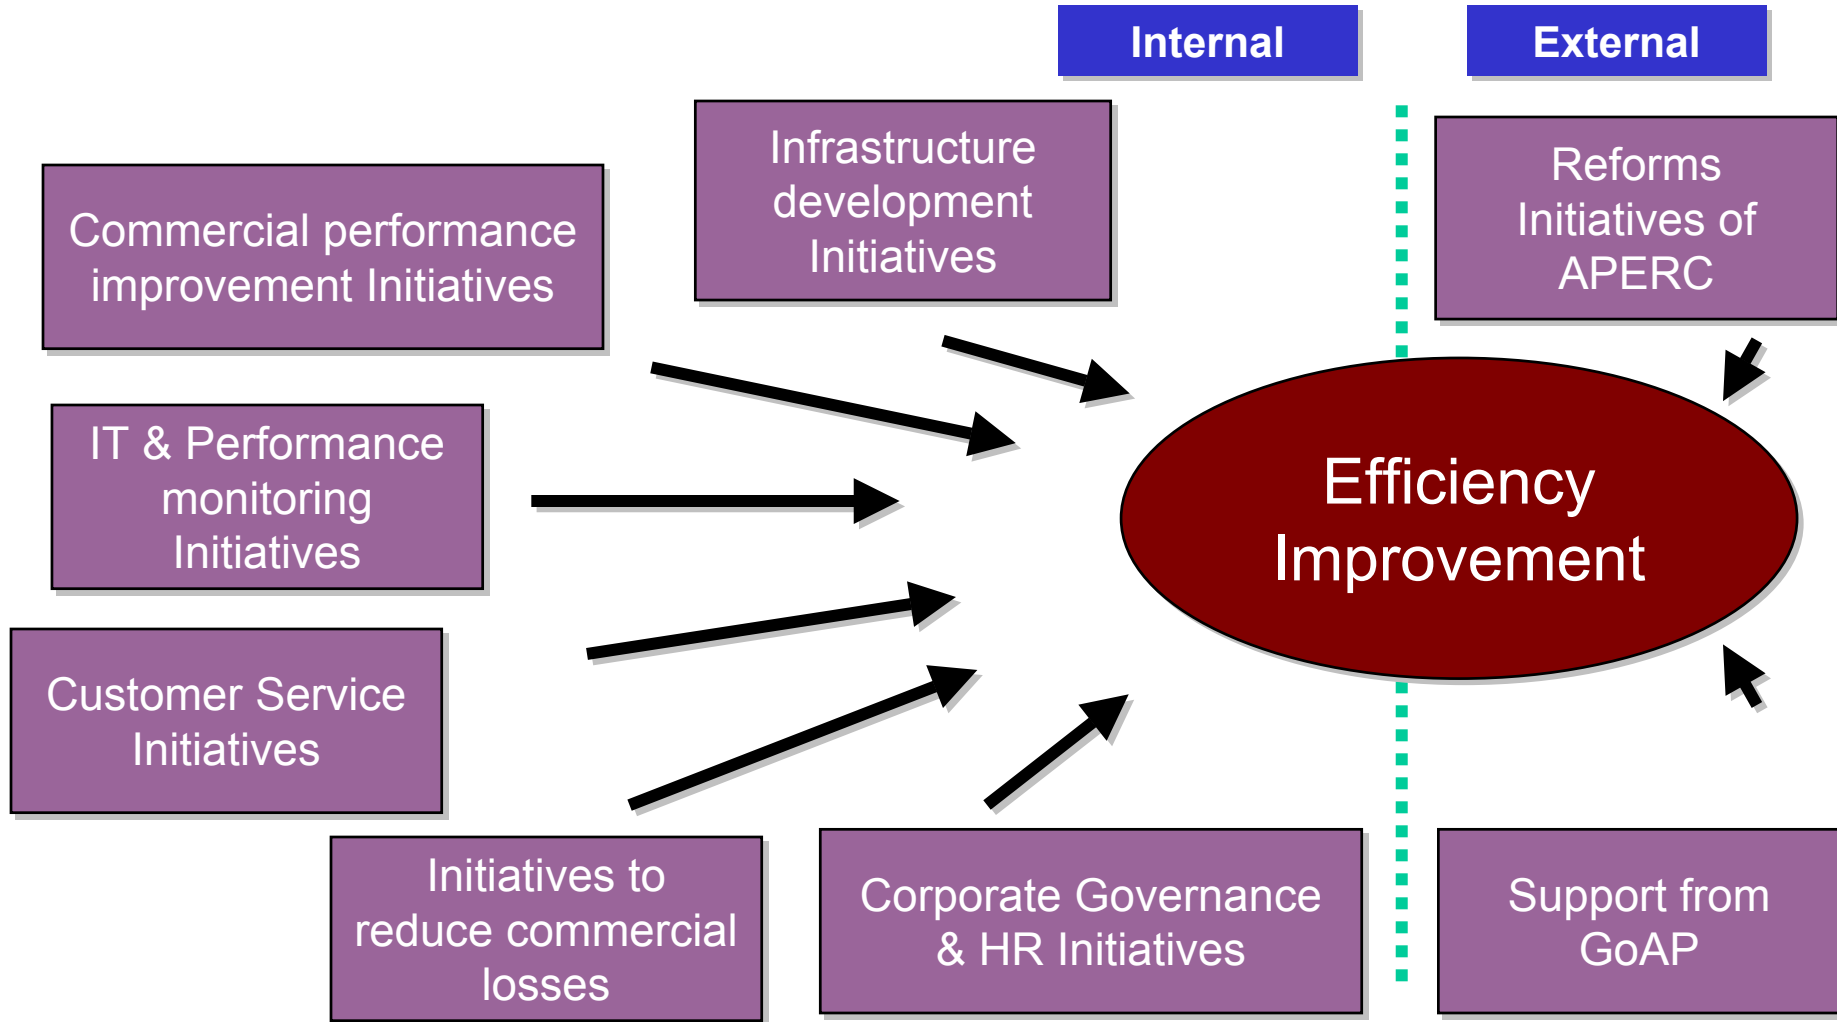 Internal
External
Infrastructure
development
Initiatives
Reforms
Initiatives of
APERC
Commercial performance
improvement Initiatives
IT & Performance
monitoring
Initiatives
Efficiency
Improvement
Customer Service
Initiatives
Initiatives to
reduce commercial
losses
Corporate Governance
& HR Initiatives
Support from
GoAP